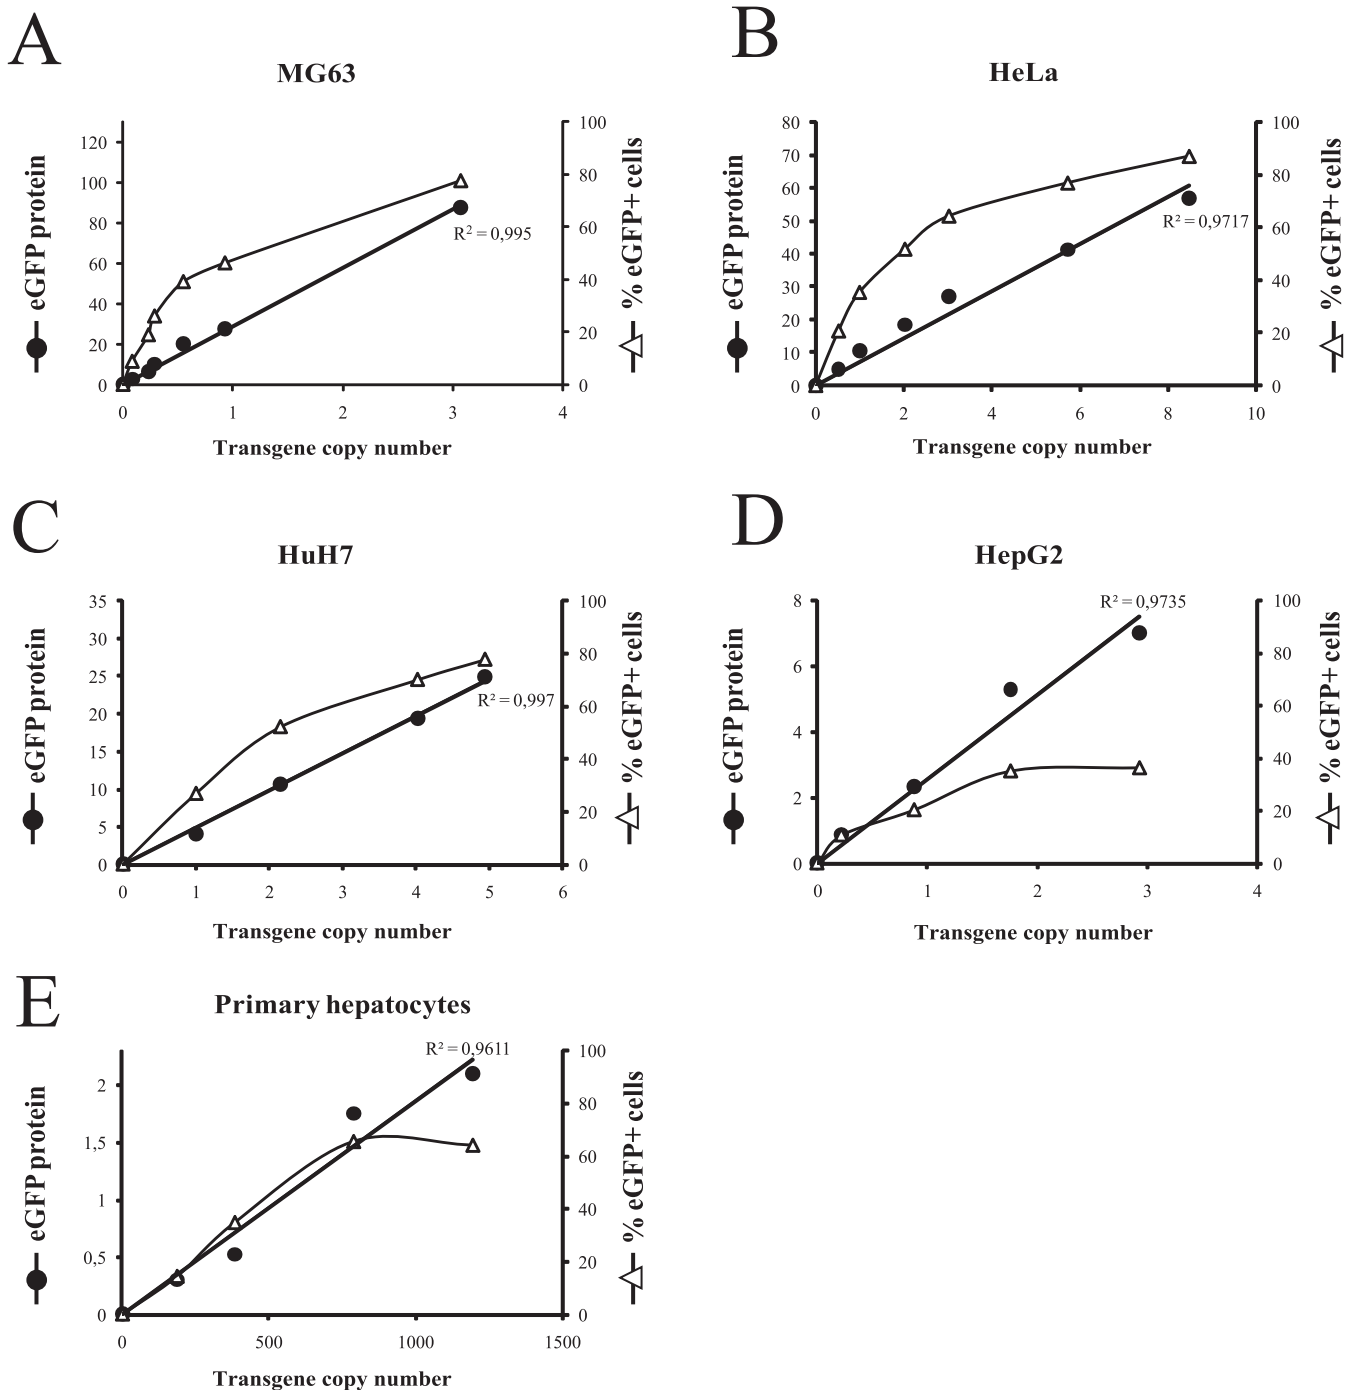 A
MG63
eGFP protein
120
100
80
60
40
20
0
100
80
60
40
20
0
% eGFP+ cells
R² = 0,995
0 1 2 3 4
Transgene copy number
B
HeLa
eGFP protein
80
70
60
50
40
30
20
10
0
100
80
60
40
20
0
% eGFP+ cells
R² = 0,9717
0 2 4 6 8 10
Transgene copy number
C
HuH7
eGFP protein
35
30
25
20
15
10
5
0
100
80
60
40
20
0
% eGFP+ cells
R² = 0,997
0 1 2 3 4 5 6
Transgene copy number
D
HepG2
eGFP protein
8
6
4
2
0
100
80
60
40
20
0
% eGFP+ cells
R² = 0,9735
0 1 2 3 4
Transgene copy number
E
Primary hepatocytes
eGFP protein
2
1,5
1
0,5
0
100
80
60
40
20
0
% eGFP+ cells
R² = 0,9611
0 500 1000 1500
Transgene copy number